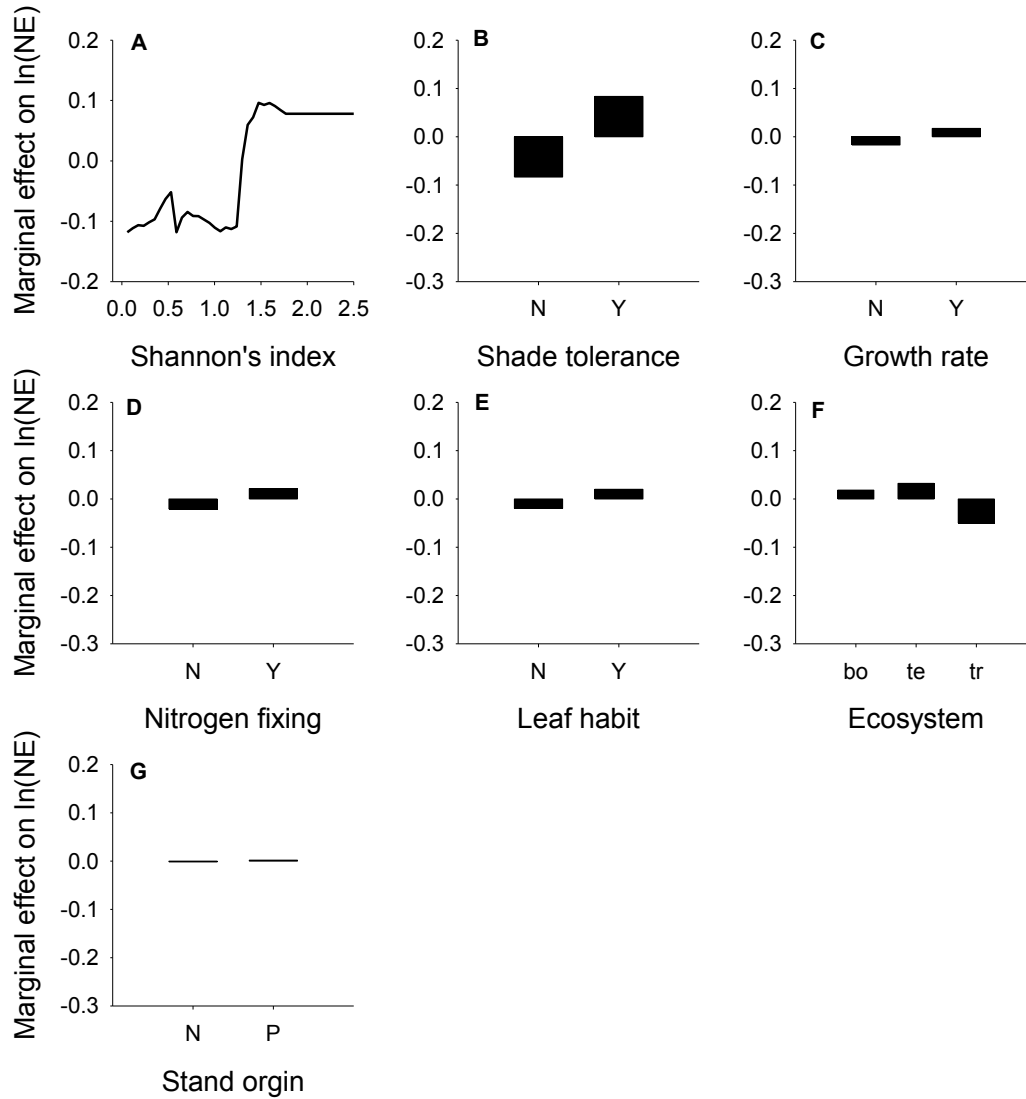 Marginal effect on ln(NE)
A
0.2
0.1
0.0
-0.1
-0.2
0.0 0.5 1.0 1.5 2.0 2.5
Shannon's index
B
0.2
0.1
0.0
-0.1
-0.2
-0.3
N Y
Shade tolerance
C
0.2
0.1
0.0
-0.1
-0.2
-0.3
N Y
Growth rate
Marginal effect on ln(NE)
D
0.2
0.1
0.0
-0.1
-0.2
-0.3
N Y
Nitrogen fixing
E
0.2
0.1
0.0
-0.1
-0.2
-0.3
N Y
Leaf habit
F
0.2
0.1
0.0
-0.1
-0.2
-0.3
bo te tr
Ecosystem
Marginal effect on ln(NE)
G
0.2
0.1
0.0
-0.1
-0.2
-0.3
N P
Stand orgin